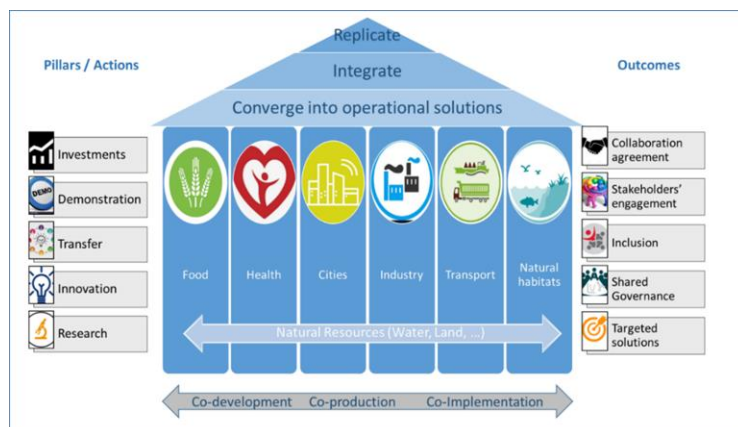 Replicate
Integrate
Converge into operational solutions
Pillars / Actions
Investments
DEMO
Demonstration
Transfer
Innovation
Research
Food
Health
Cities
Industry
Transport
Natural
habitats
Natural Resources (Water, Land, ...)
Co-development Co-production Co-Implementation
Outcomes
Collaboration
agreement
Stakeholders'
engagement
Inclusion
Shared
Governance
Targeted
solutions